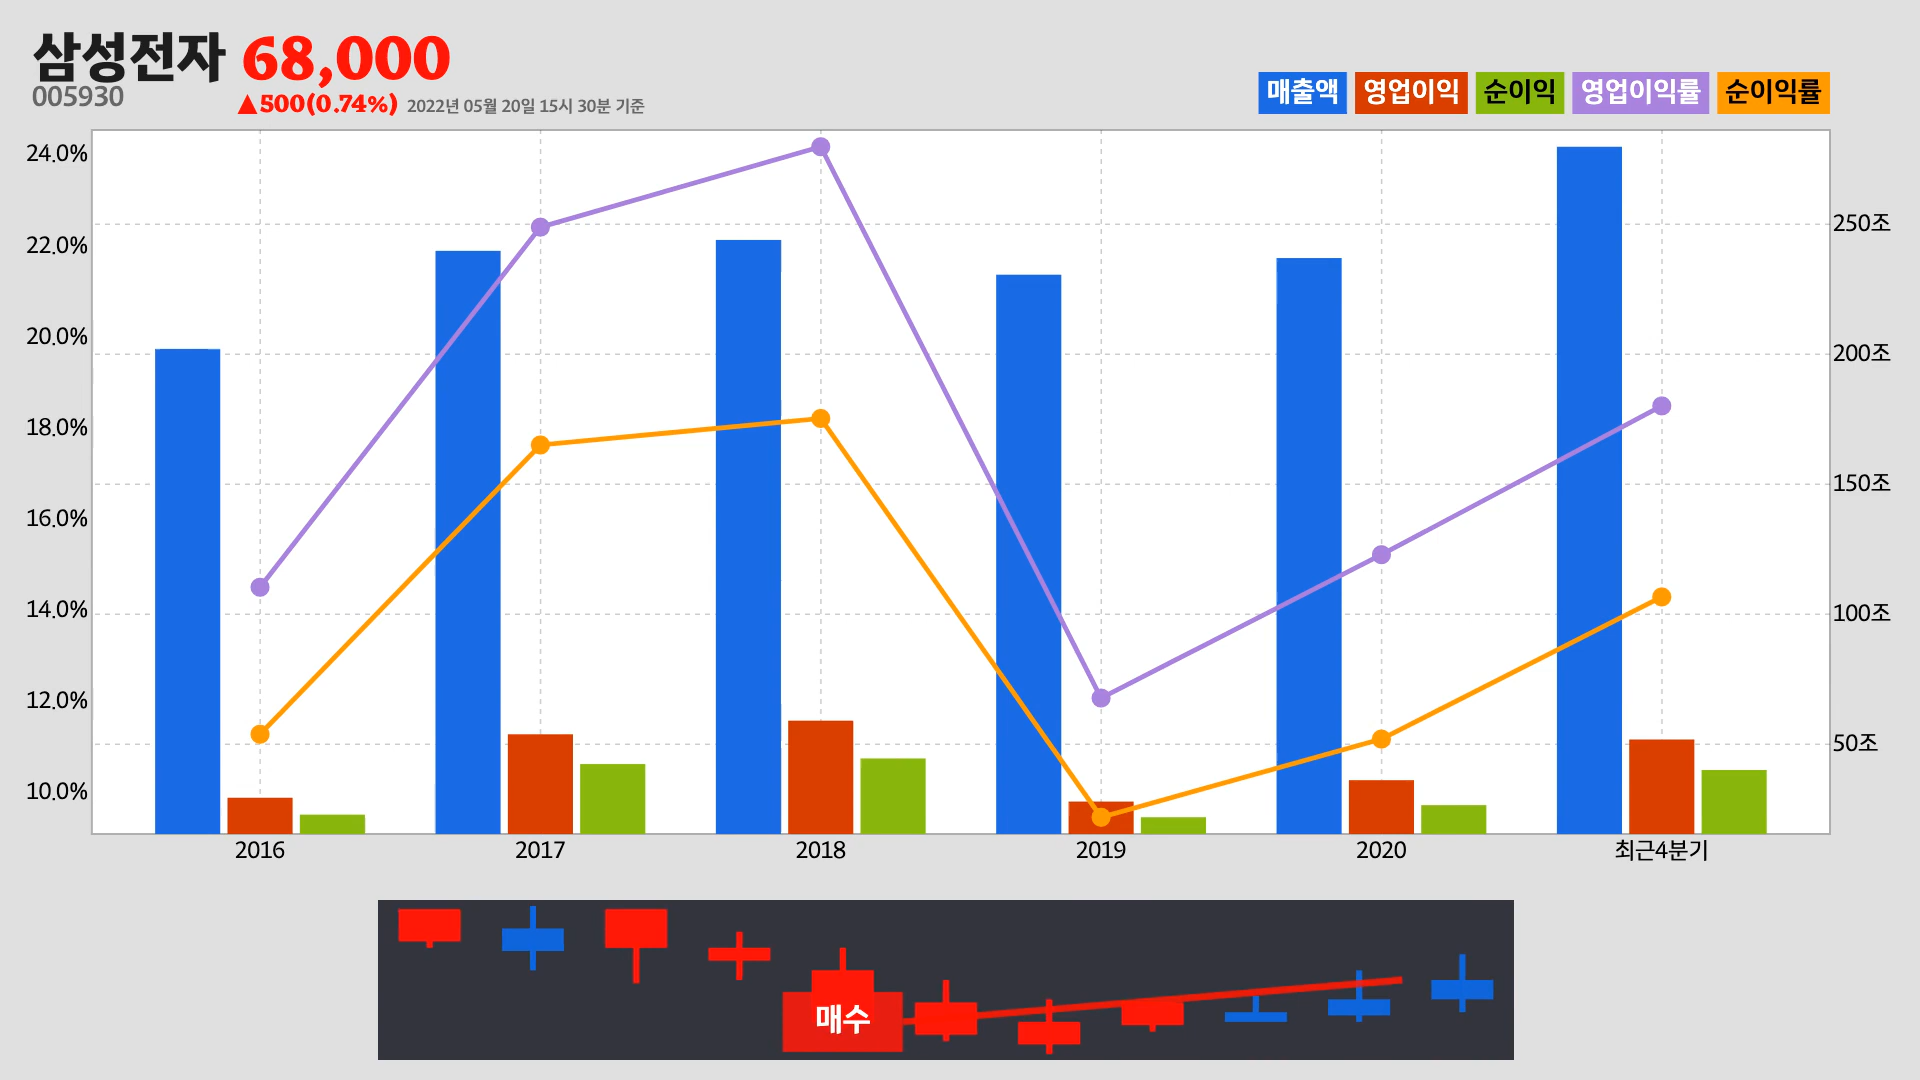 삼성전자 68,000
005930
▲500(0.74%) 2022년 05월 20일 15시 30분 기준
매출액 영업이익 순이익 영업이익률 순이익률
24.0%
22.0%
20.0%
18.0%
16.0%
14.0%
12.0%
10.0%
250조
200조
150조
100조
50조
2016 2017 2018 2019 2020 최근4분기
매수